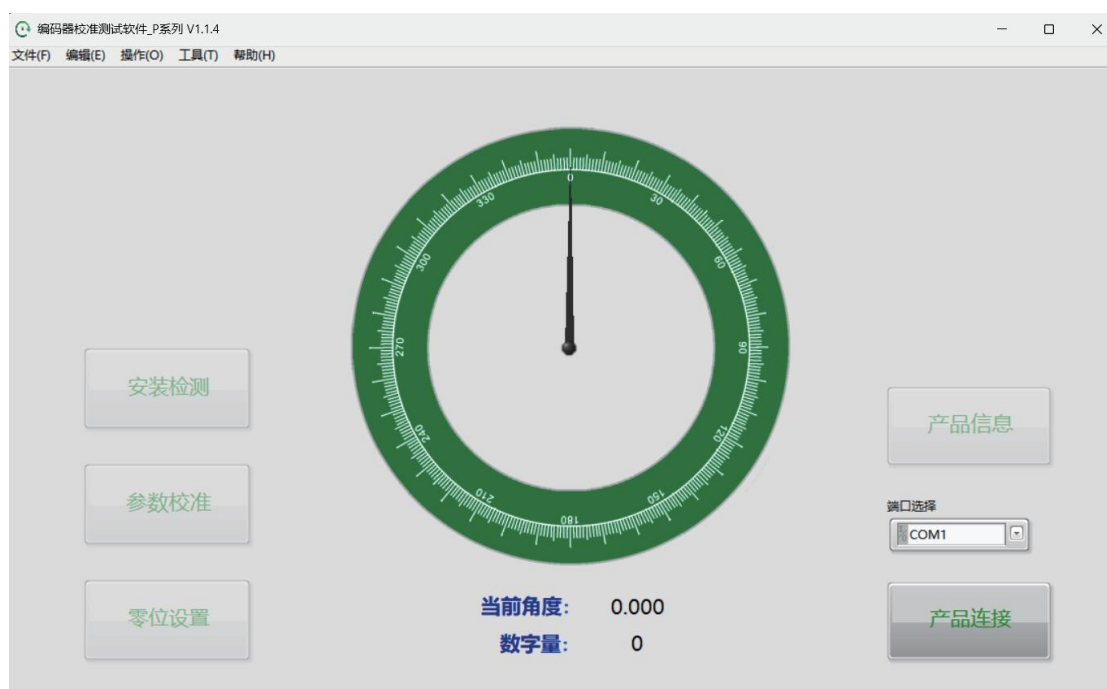 编码器校准测试软件_P系列 V1.1.4
文件(F) 编辑(E) 操作(O) 工具(T) 帮助(H)
0
30
60
90
120
150
180
210
240
270
300
330
安装检测
参数校准
零位设置
当前角度: 0.000
数字量: 0
产品信息
端口选择
COM1
产品连接